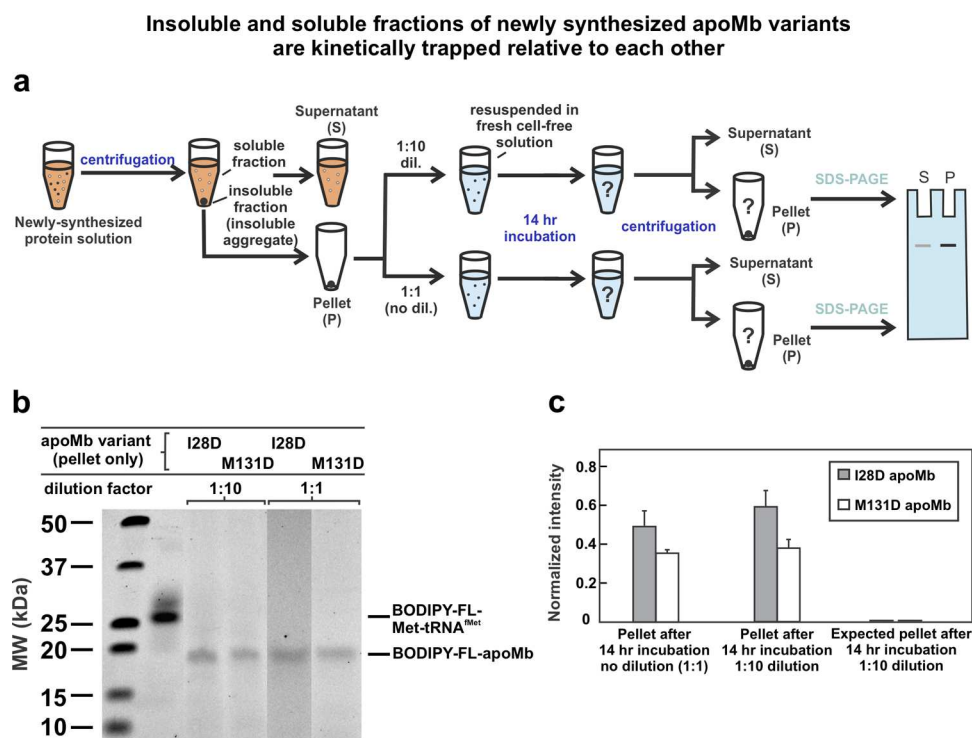 Insoluble and soluble fractions of newly synthesized apoMb variants
are kinetically trapped relative to each other
a
Newly-synthesized
protein solution
centrifugation
soluble
fraction
insoluble
fraction
(insoluble
aggregate)
Supernatant
(S)
Pellet
(P)
1:10
dil.
1:1
(no dil.)
resuspended in
fresh cell-free
solution
14 hr
incubation
?
?
centrifugation
Supernatant
(S)
?
Pellet
(P)
Supernatant
(S)
?
Pellet
(P)
SDS-PAGE
SDS-PAGE
S P
b
apoMb variant
(pellet only)
I28D
M131D
I28D
M131D
dilution factor
1:10
1:1
MW (kDa)
50
37
25
20
15
10
BODIPY-FL-
Met-tRNAfMet
BODIPY-FL-apoMb
c
Normalized intensity
0.8
0.6
0.4
0.2
0
I28D apoMb
M131D apoMb
Pellet after
14 hr incubation
no dilution (1:1)
Pellet after
14 hr incubation
1:10 dilution
Expected pellet after
14 hr incubation
1:10 dilution